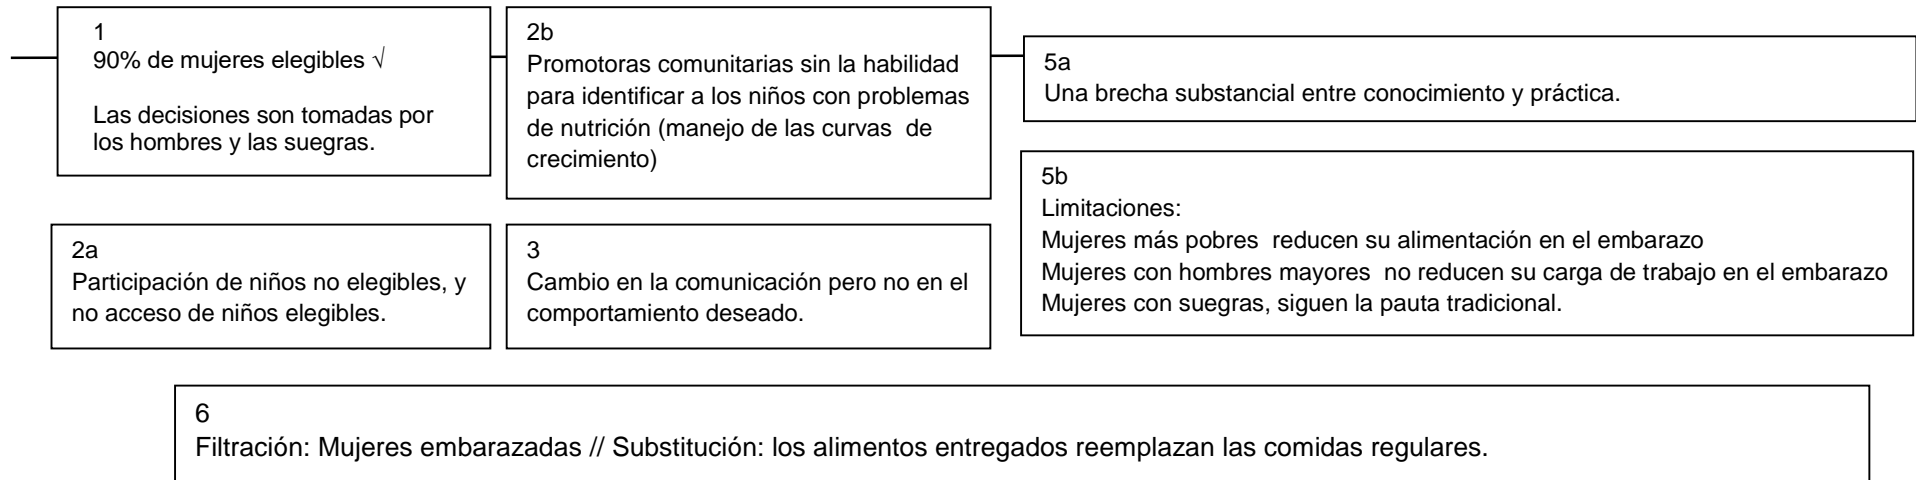 1
90% de mujeres elegibles √
Las decisiones son tomadas por
los hombres y las suegras.
2b
Promotoras comunitarias sin la habilidad
para identificar a los niños con problemas
de nutrición (manejo de las curvas de
crecimiento)
5a
Una brecha substancial entre conocimiento y práctica.
2a
Participación de niños no elegibles, y
no acceso de niños elegibles.
3
Cambio en la comunicación pero no en el
comportamiento deseado.
5b
Limitaciones:
Mujeres más pobres reducen su alimentación en el embarazo
Mujeres con hombres mayores no reducen su carga de trabajo en el embarazo
Mujeres con suegras, siguen la pauta tradicional.
6
Filtración: Mujeres embarazadas // Substitución: los alimentos entregados reemplazan las comidas regulares.